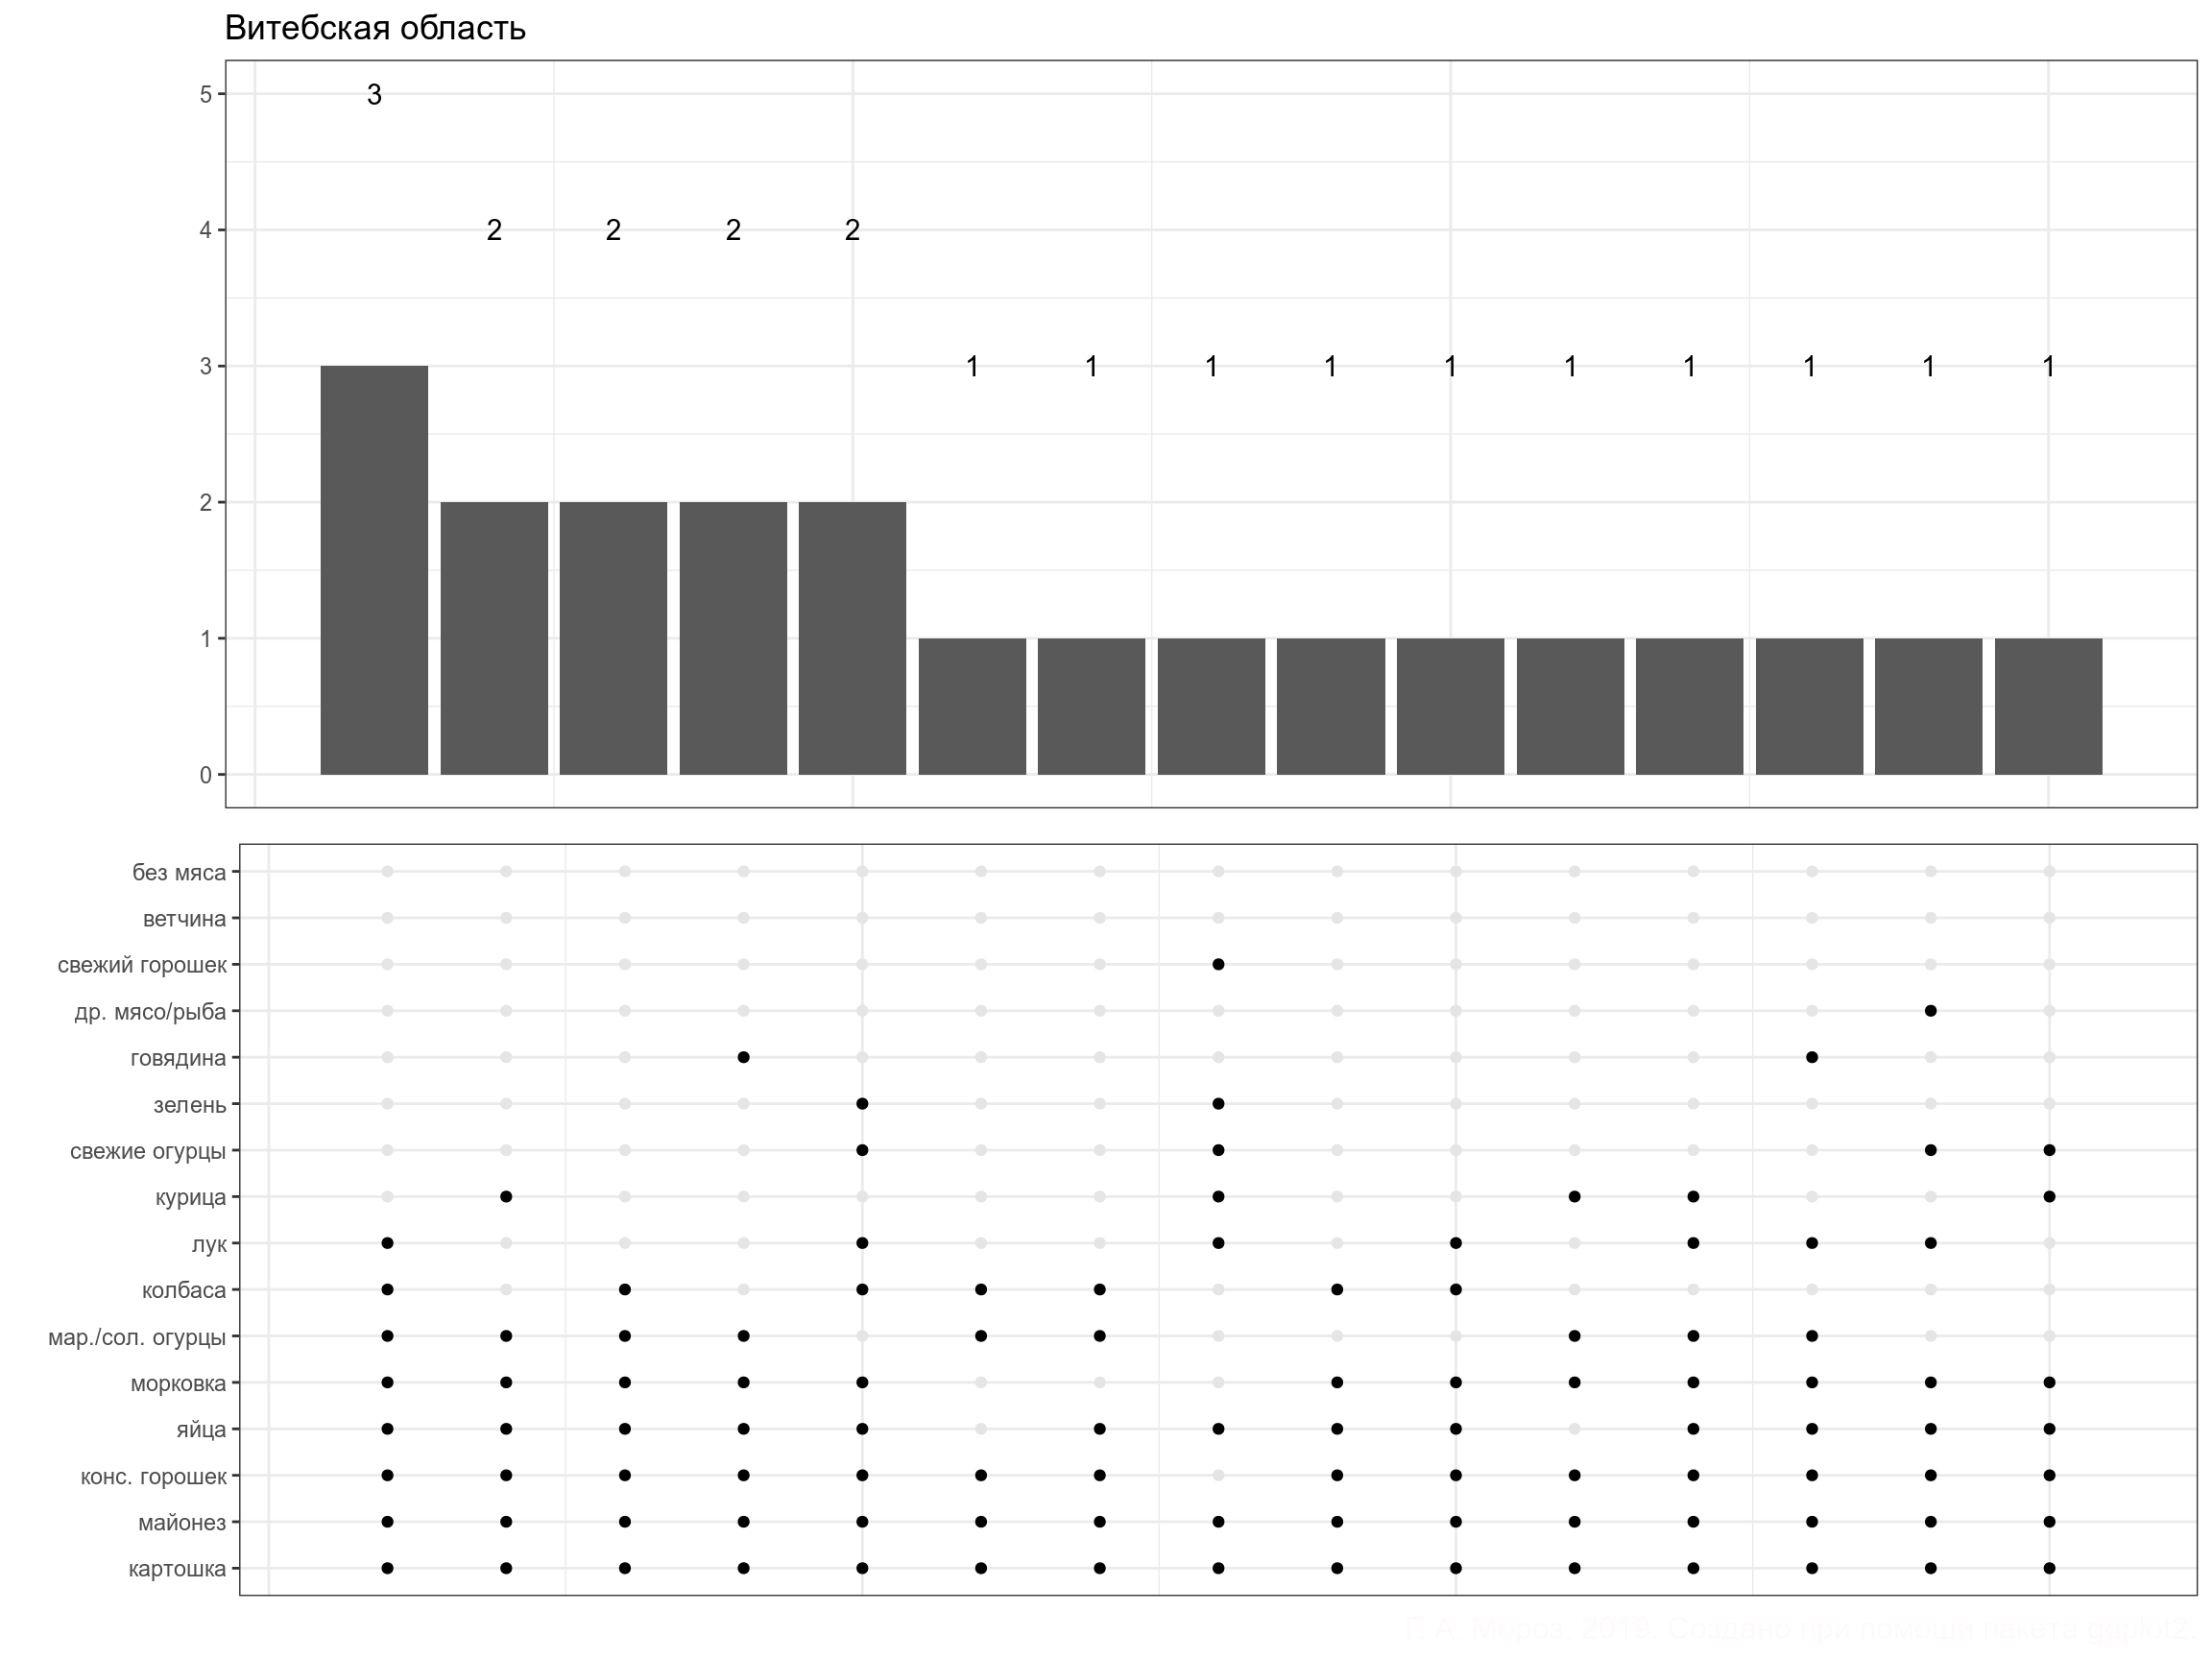 Витебская область
5
3
4
2 2 2 2
3
1 1 1 1 1 1 1 1 1 1
2
1
0
без мяса
ветчина
свежий горошек
др. мясо/рыба
говядина
зелень
свежие огурцы
курица
лук
колбаса
мар./сол. огурцы
морковка
яйца
конс. горошек
майонез
картошка
Г. А. Мороз, 2019, Создано при помощи пакета ggplot2.